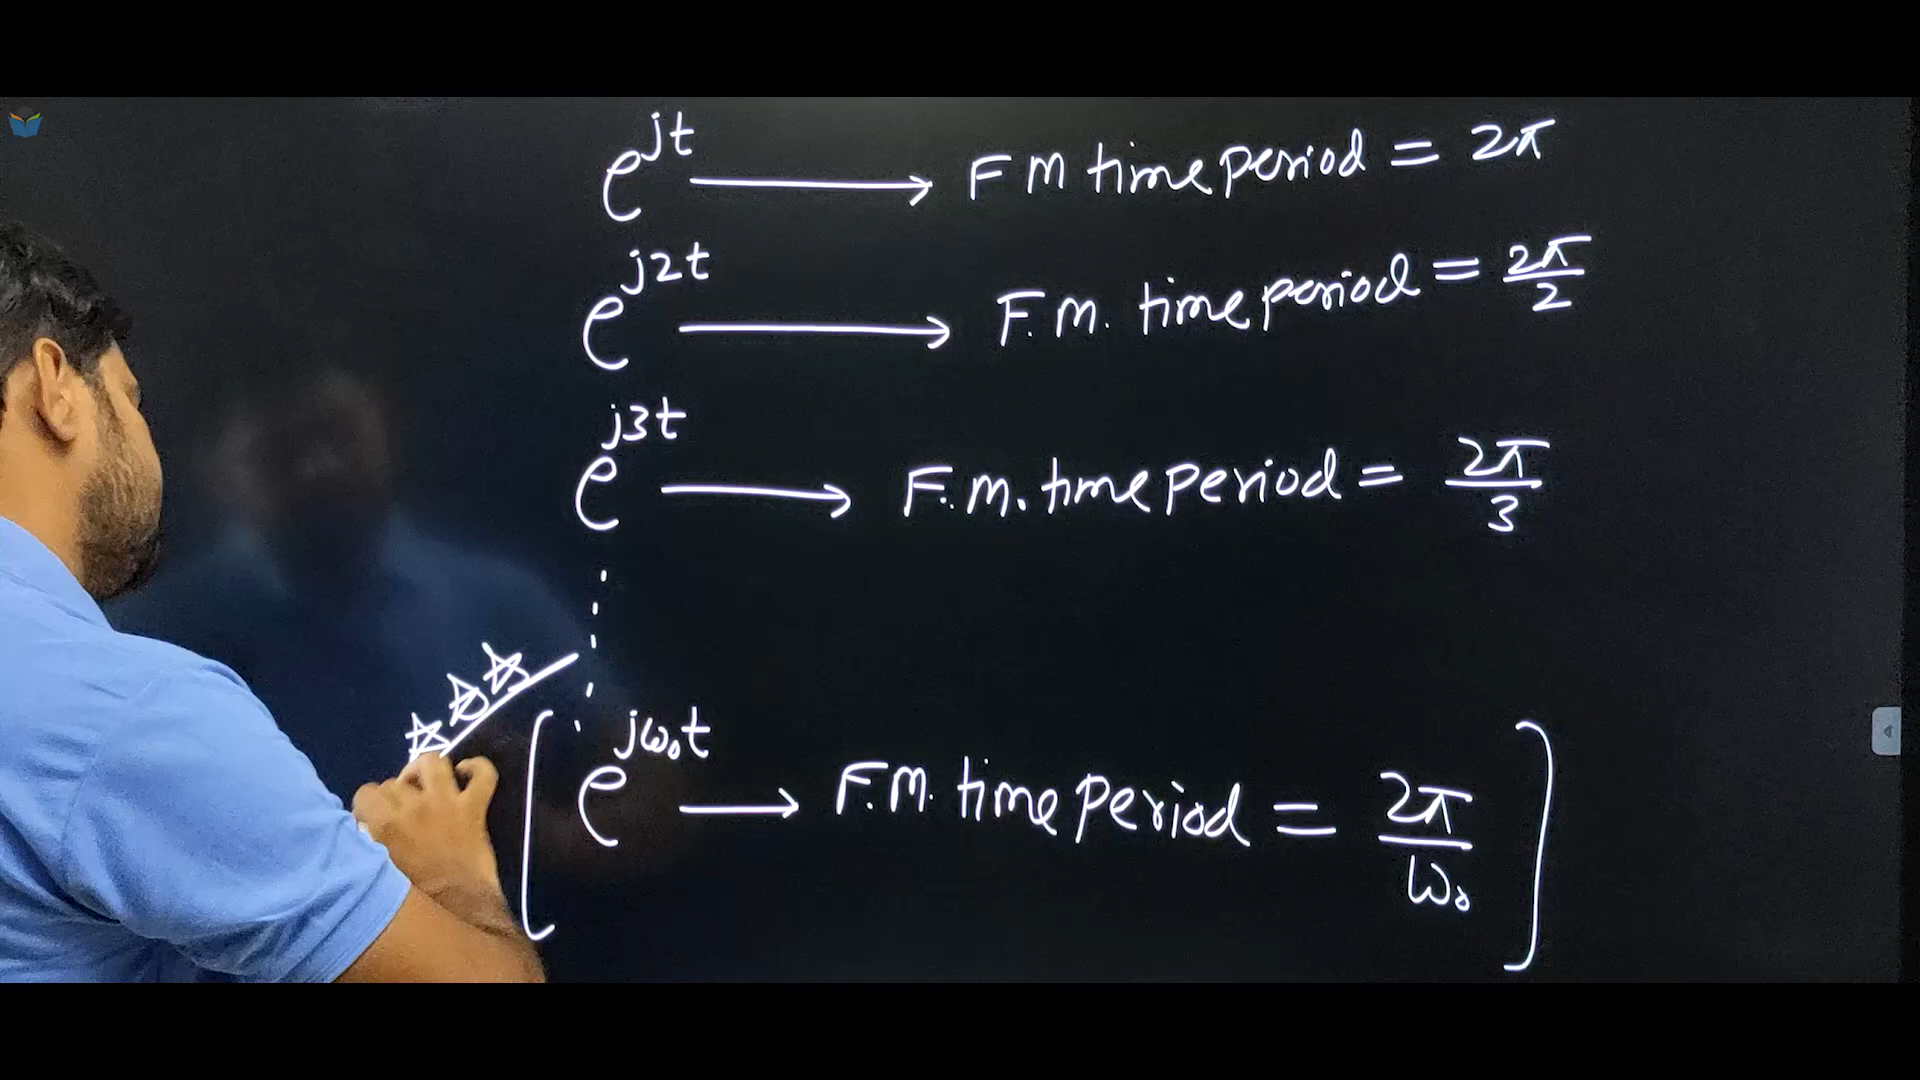 e^{jt} → F M time period = 2π
e^{j2t} → F.M. time period = 2π/2
e^{j3t} → F.M. time period = 2π/3
[e^{jω₀t} → F.M. time period = 2π/ω₀]